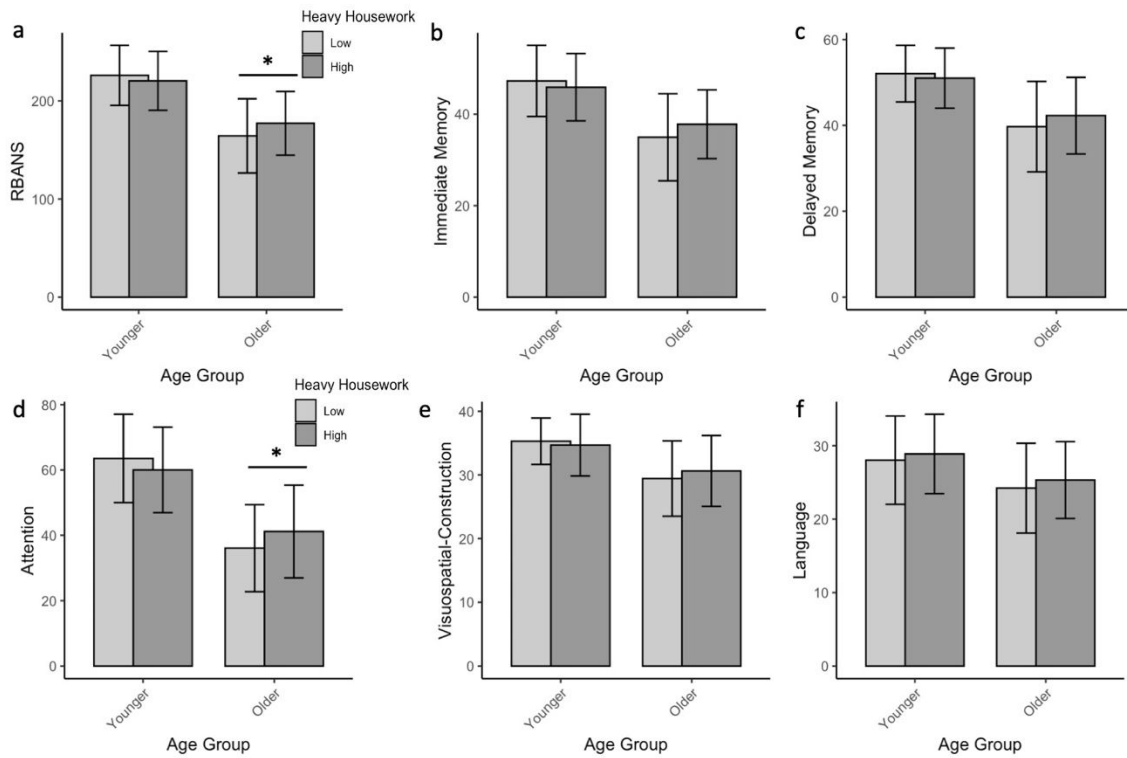 a
Heavy Housework
Low
High
*
200
100
0
RBANS
Younger
Older
Age Group
b
40
20
0
Immediate Memory
Younger
Older
Age Group
c
60
40
20
0
Delayed Memory
Younger
Older
Age Group
d
Heavy Housework
Low
High
*
80
60
40
20
0
Attention
Younger
Older
Age Group
e
40
30
20
10
0
Visuospatial-Construction
Younger
Older
Age Group
f
30
20
10
0
Language
Younger
Older
Age Group